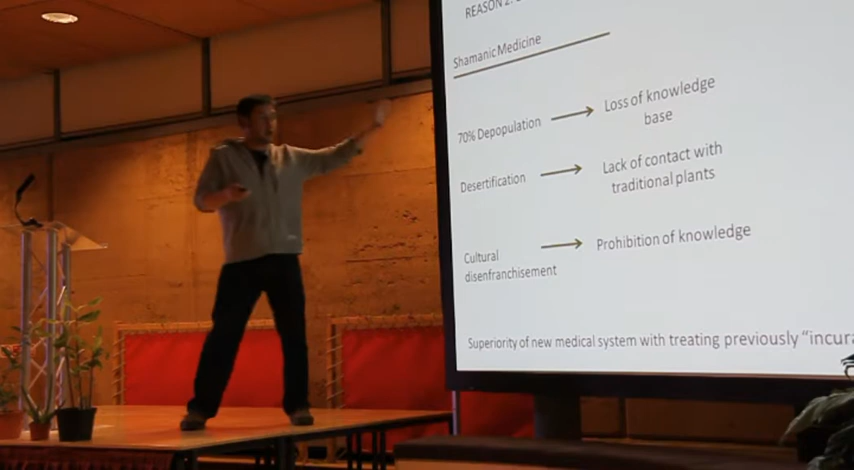 REASON 2:
Shamanic Medicine
70% Depopulation
Loss of knowledge
base
Desertification
Lack of contact with
traditional plants
Cultural
disenfranchisement
Prohibition of knowledge
Superiority of new medical system with treating previously “incura